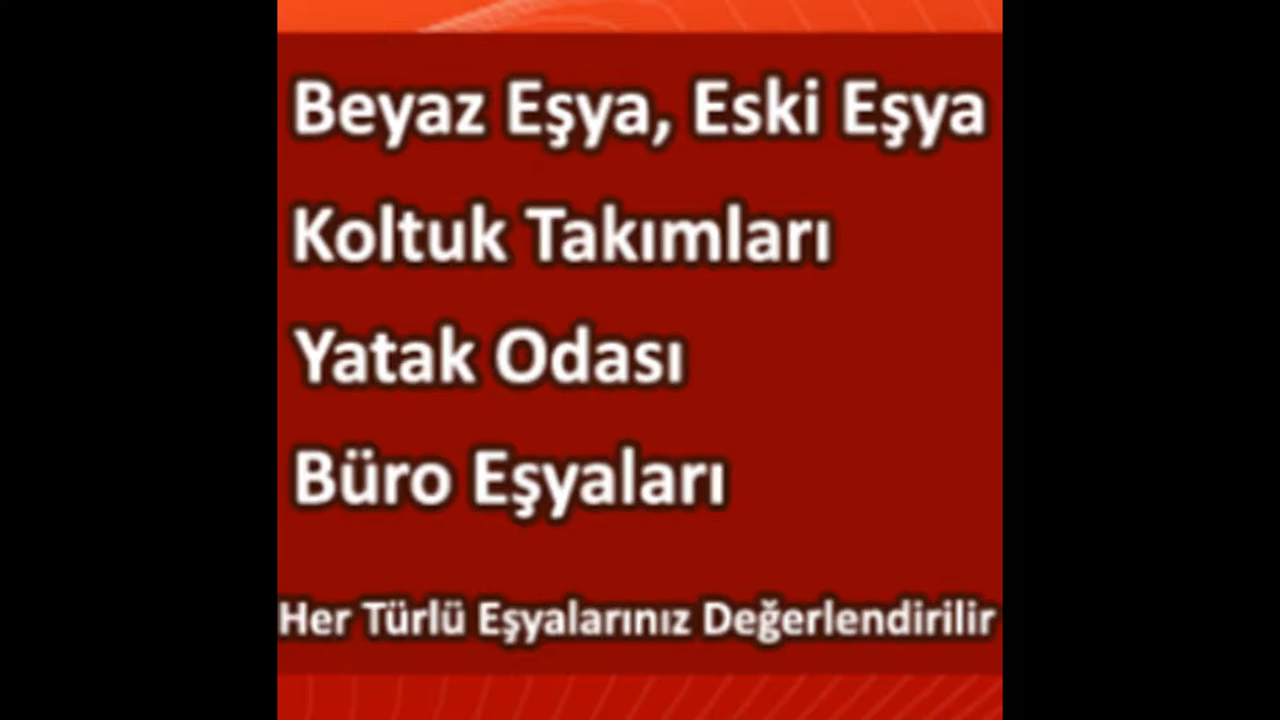 Beyaz Eşya, Eski Eşya
Koltuk Takımları
Yatak Odası
Büro Eşyaları
Her Türlü Eşyalarınız Değerlendirilir